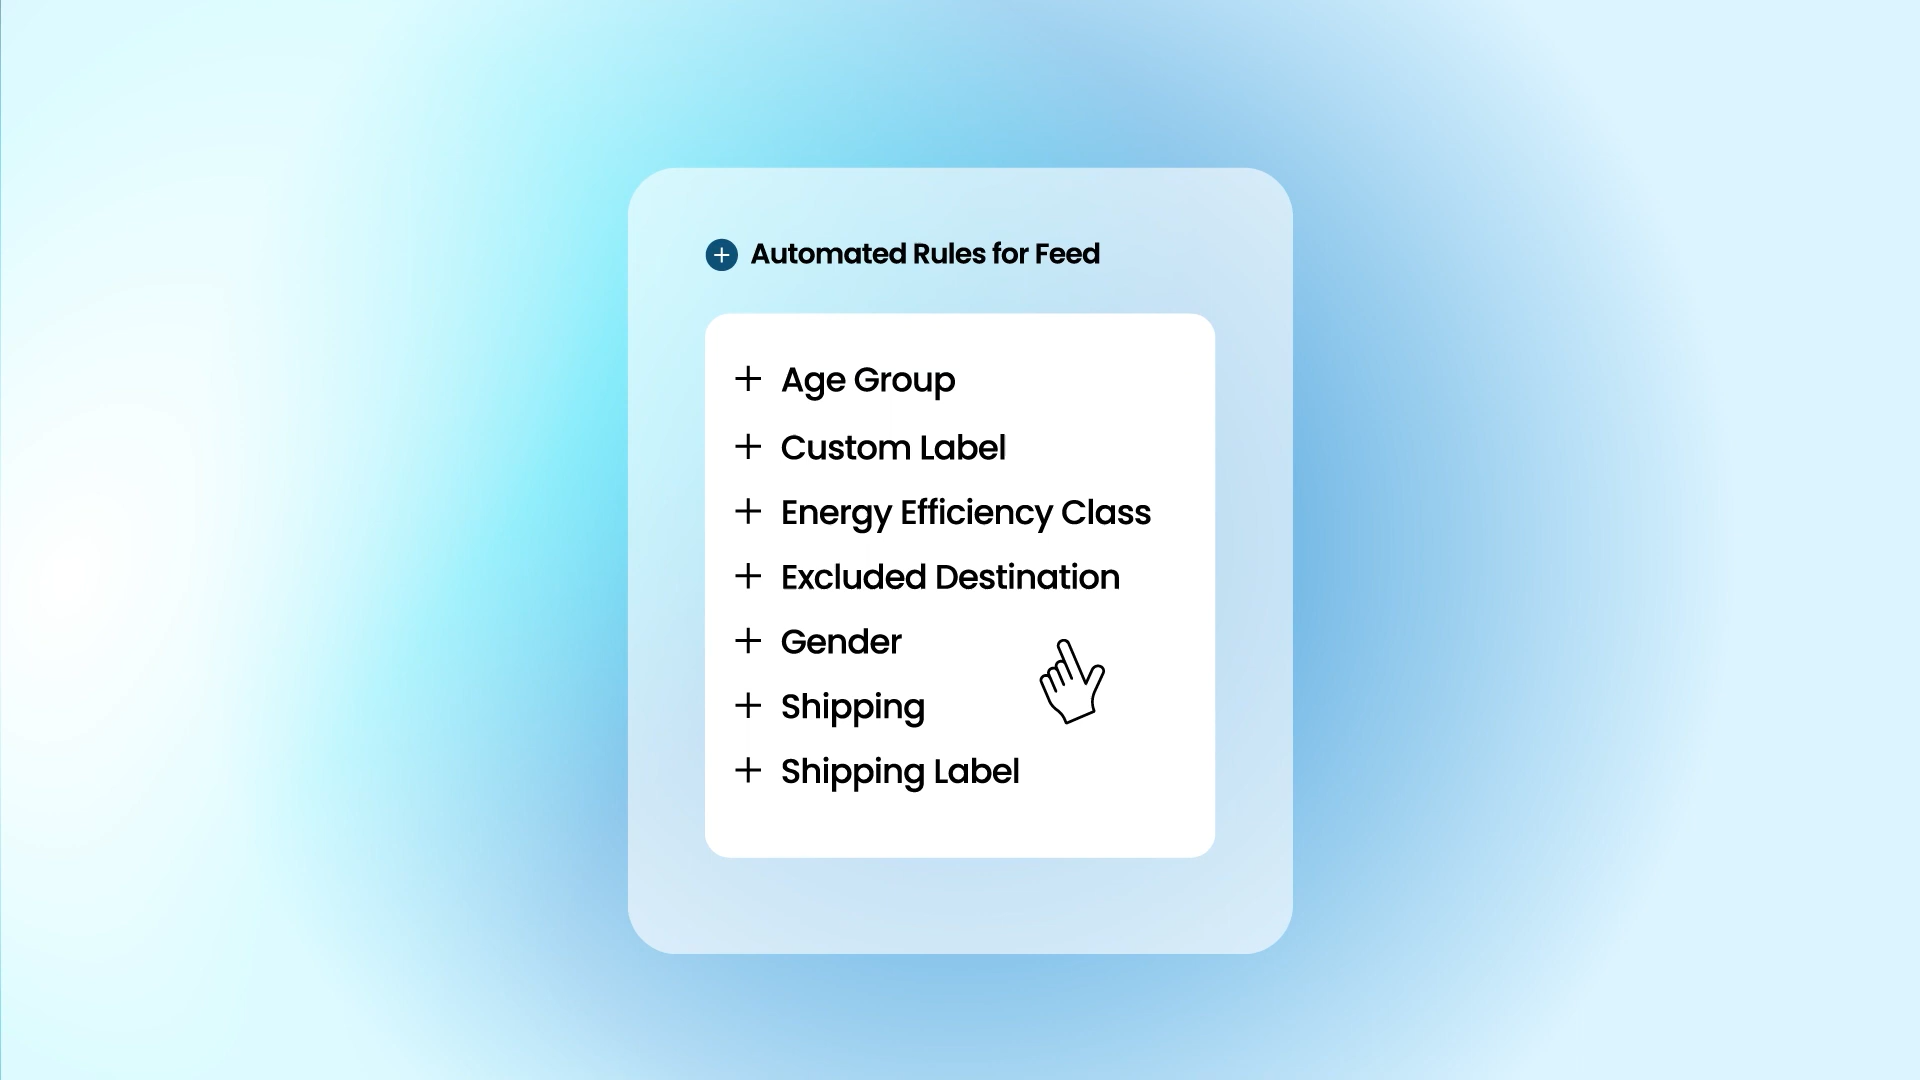 Automated Rules for Feed
+ Age Group
+ Custom Label
+ Energy Efficiency Class
+ Excluded Destination
+ Gender
+ Shipping
+ Shipping Label